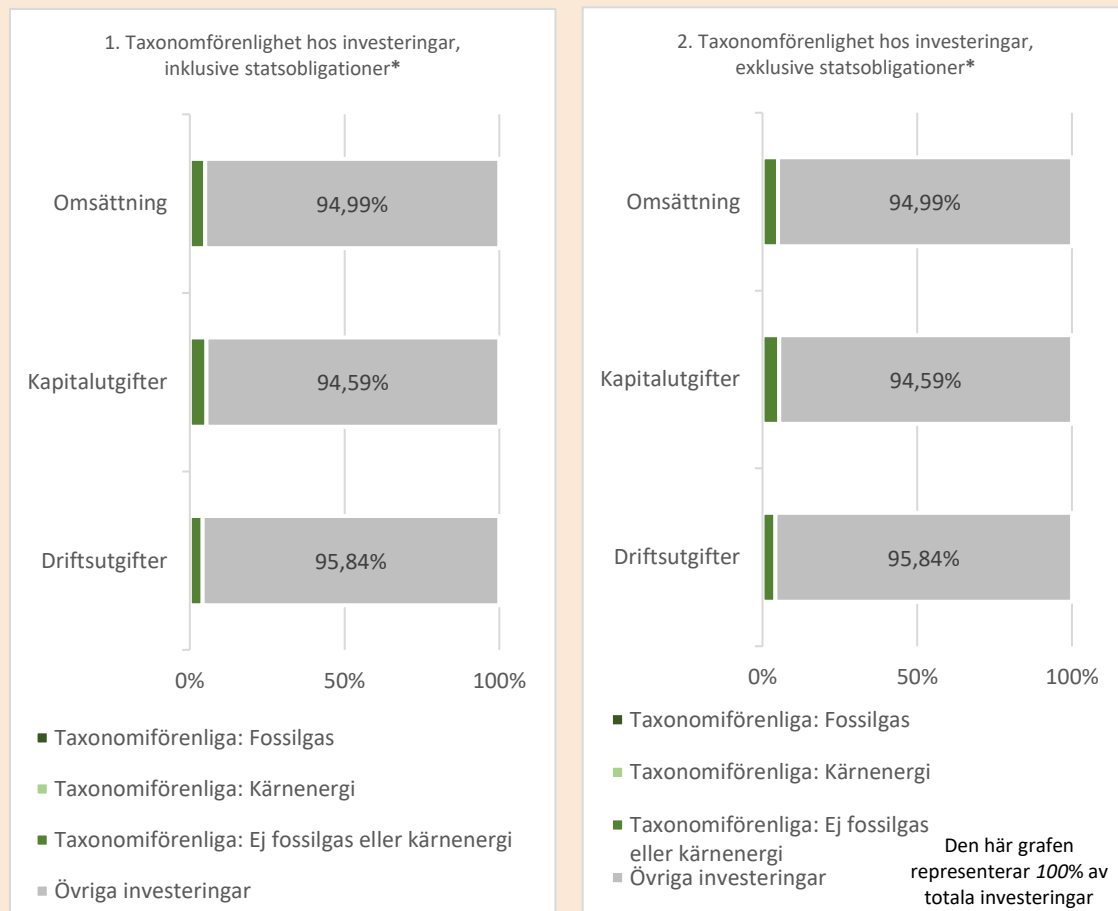 1. Taxonomförenlighet hos investeringar,
inklusive statsobligationer*
Omsättning
94,99%
Kapitalutgifter
94,59%
Driftsutgifter
95,84%
0%
50%
100%
Taxonomiförenliga: Fossilgas
Taxonomiförenliga: Kärnenergi
Taxonomiförenliga: Ej fossilgas eller kärnenergi
Övriga investeringar
2. Taxonomförenlighet hos investeringar,
exklusive statsobligationer*
Omsättning
94,99%
Kapitalutgifter
94,59%
Driftsutgifter
95,84%
0%
50%
100%
Taxonomiförenliga: Fossilgas
Taxonomiförenliga: Kärnenergi
Taxonomiförenliga: Ej fossilgas
eller kärnenergi
Övriga investeringar
Den här grafen
representerar 100% av
totala investeringar